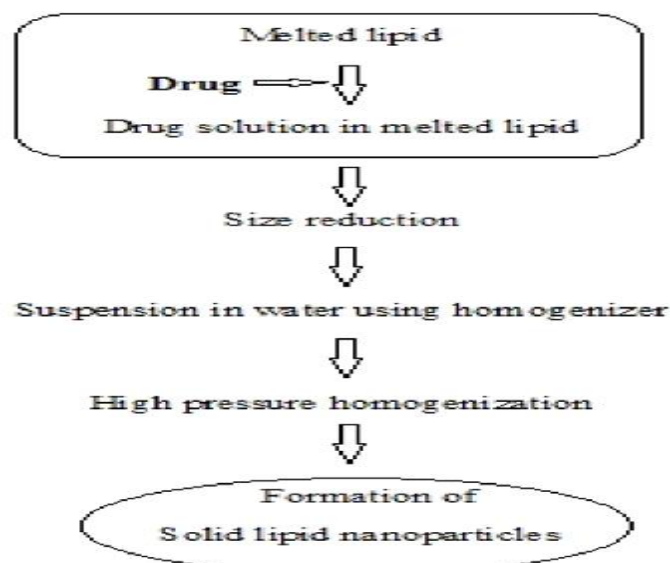 Melted lipid
Drug
Drug solution in melted lipid
Size reduction
Suspension in water using homogenizer
High pressure homogenization
Formation of
Solid lipid nanoparticles